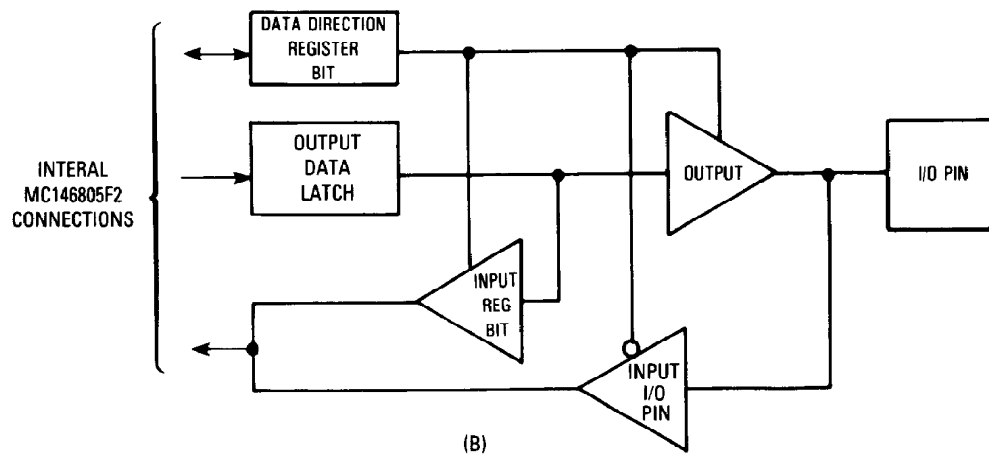 DATA DIRECTION
REGISTER
BIT
OUTPUT
DATA
LATCH
INTERAL
MC146805F2
CONNECTIONS
OUTPUT
I/O PIN
INPUT
REG
BIT
INPUT
I/O
PIN
(B)